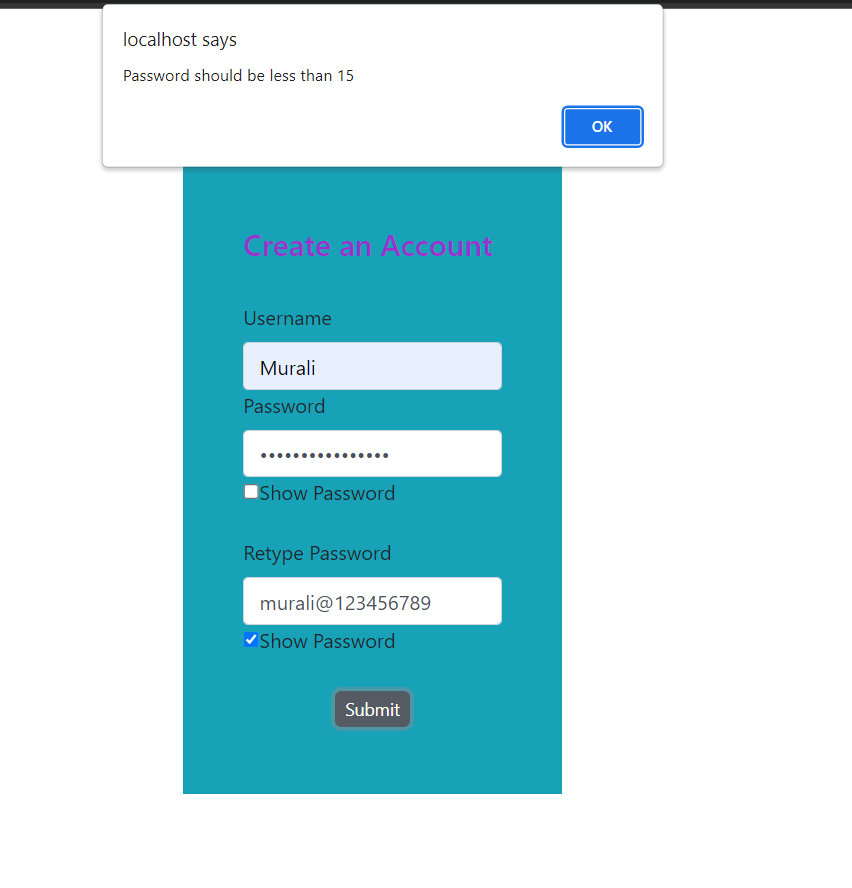 localhost says
Password should be less than 15
OK
Create an Account
Username
Murali
Password
••••••••••••••••
Show Password
Retype Password
murali@123456789
Show Password
Submit